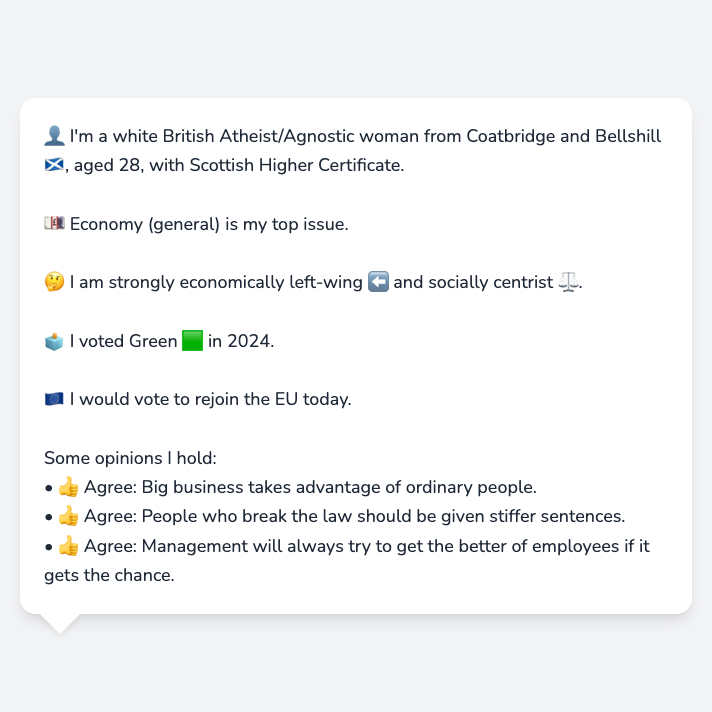 👤 I'm a white British Atheist/Agnostic woman from Coatbridge and Bellshill
🏴󠁧󠁢󠁳󠁣󠁴󠁿, aged 28, with Scottish Higher Certificate.
💷 Economy (general) is my top issue.
🤔 I am strongly economically left-wing ⬅️ and socially centrist ⚖️.
🗳️ I voted Green 🟩 in 2024.
🇪🇺 I would vote to rejoin the EU today.
Some opinions I hold:
• 👍 Agree: Big business takes advantage of ordinary people.
• 👍 Agree: People who break the law should be given stiffer sentences.
• 👍 Agree: Management will always try to get the better of employees if it
gets the chance.